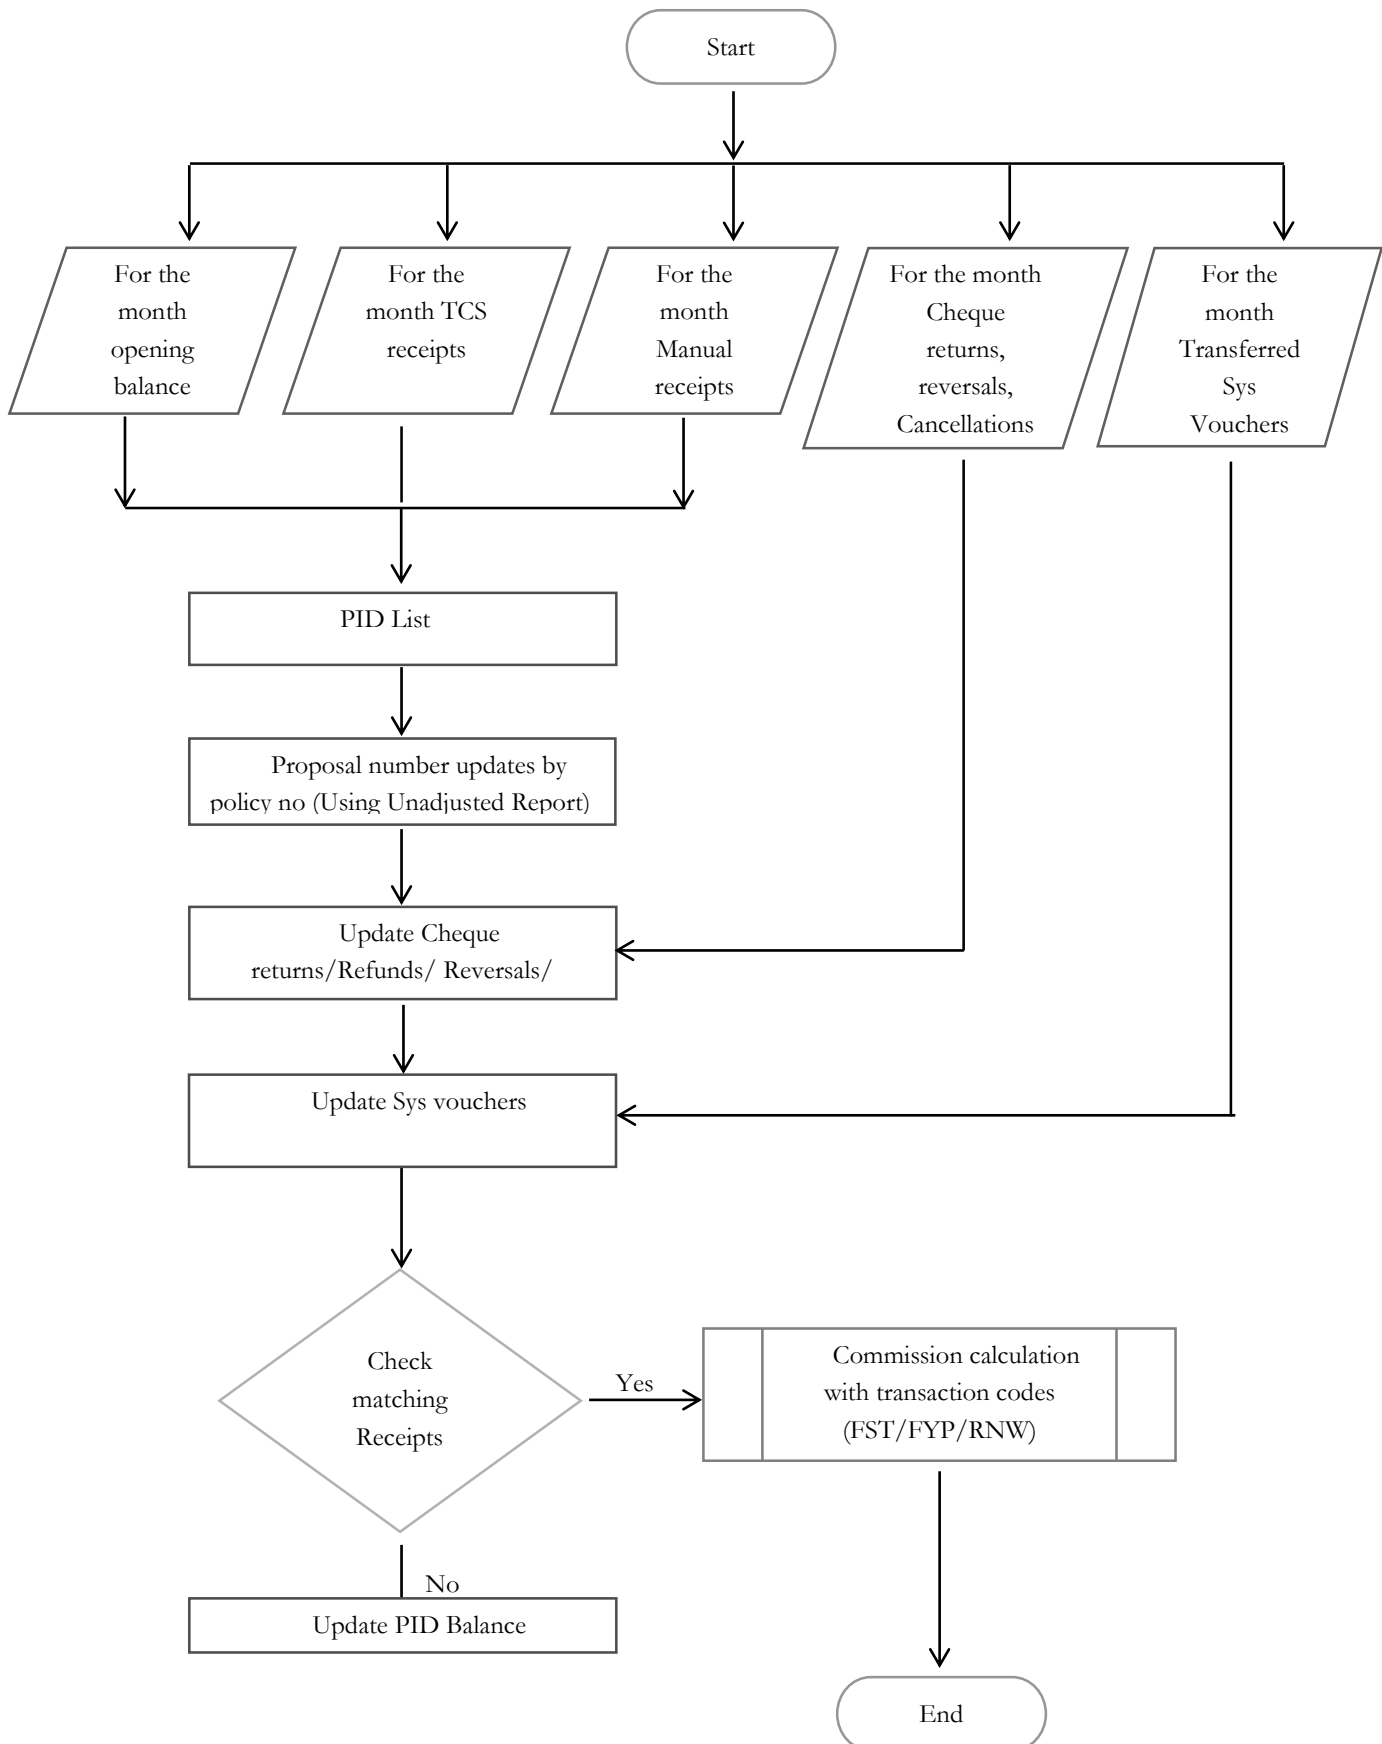 Start
For the
month
opening
balance
For the
month TCS
receipts
For the
month
Manual
receipts
For the month
Cheque
returns,
reversals,
Cancellations
For the
month
Transferred
Sys
Vouchers
PID List
Proposal number updates by
policy no (Using Unadjusted Report)
Update Cheque
returns/Refunds/ Reversals/
Update Sys vouchers
Check
matching
Receipts
Yes
Commission calculation
with transaction codes
(FST/FYP/RNW)
No
Update PID Balance
End